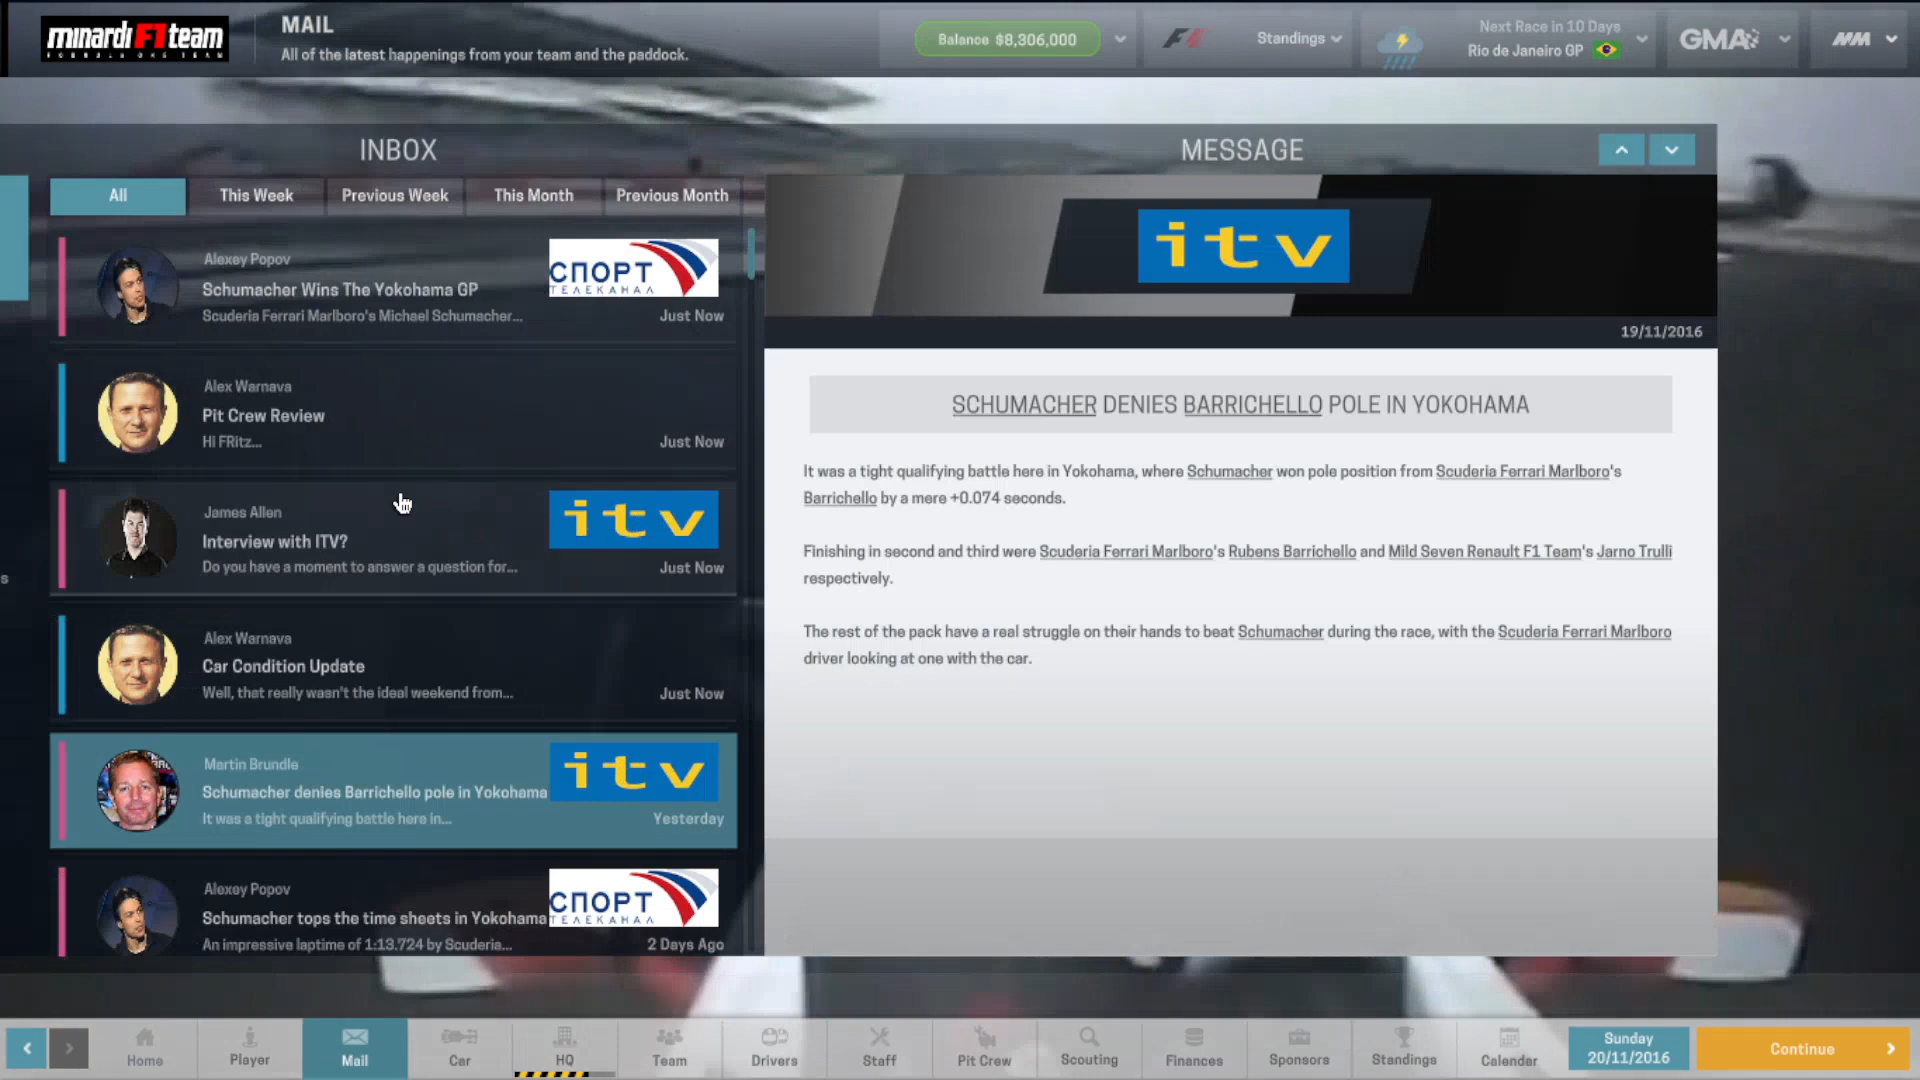 minardi F1 team
FORMULA ONE TEAM
MAIL
All of the latest happenings from your team and the paddock.
Balance $8,306,000
F1
Standings
Next Race in 10 Days
Rio de Janeiro GP
GMA
MM
INBOX
All
This Week
Previous Week
This Month
Previous Month
Alexey Popov
Schumacher Wins The Yokohama GP
Scuderia Ferrari Marlboro's Michael Schumacher...
СПОРТ
ТЕЛЕКАНАЛ
Just Now
Alex Warnava
Pit Crew Review
Hi FRitz...
Just Now
James Allen
Interview with ITV?
Do you have a moment to answer a question for...
itv
Just Now
Alex Warnava
Car Condition Update
Well, that really wasn't the ideal weekend from...
Just Now
Martin Brundle
Schumacher denies Barrichello pole in Yokohama
It was a tight qualifying battle here in...
itv
Yesterday
Alexey Popov
Schumacher tops the time sheets in Yokohama
An impressive laptime of 1:13.724 by Scuderia...
СПОРТ
ТЕЛЕКАНАЛ
2 Days Ago
s
MESSAGE
itv
19/11/2016
SCHUMACHER DENIES BARRICHELLO POLE IN YOKOHAMA
It was a tight qualifying battle here in Yokohama, where Schumacher won pole position from Scuderia Ferrari Marlboro's
Barrichello by a mere +0.074 seconds.
Finishing in second and third were Scuderia Ferrari Marlboro's Rubens Barrichello and Mild Seven Renault F1 Team's Jarno Trulli
respectively.
The rest of the pack have a real struggle on their hands to beat Schumacher during the race, with the Scuderia Ferrari Marlboro
driver looking at one with the car.
Home
Player
Mail
Car
HQ
Team
Drivers
Staff
Pit Crew
Scouting
Finances
Sponsors
Standings
Calendar
Sunday
20/11/2016
Continue